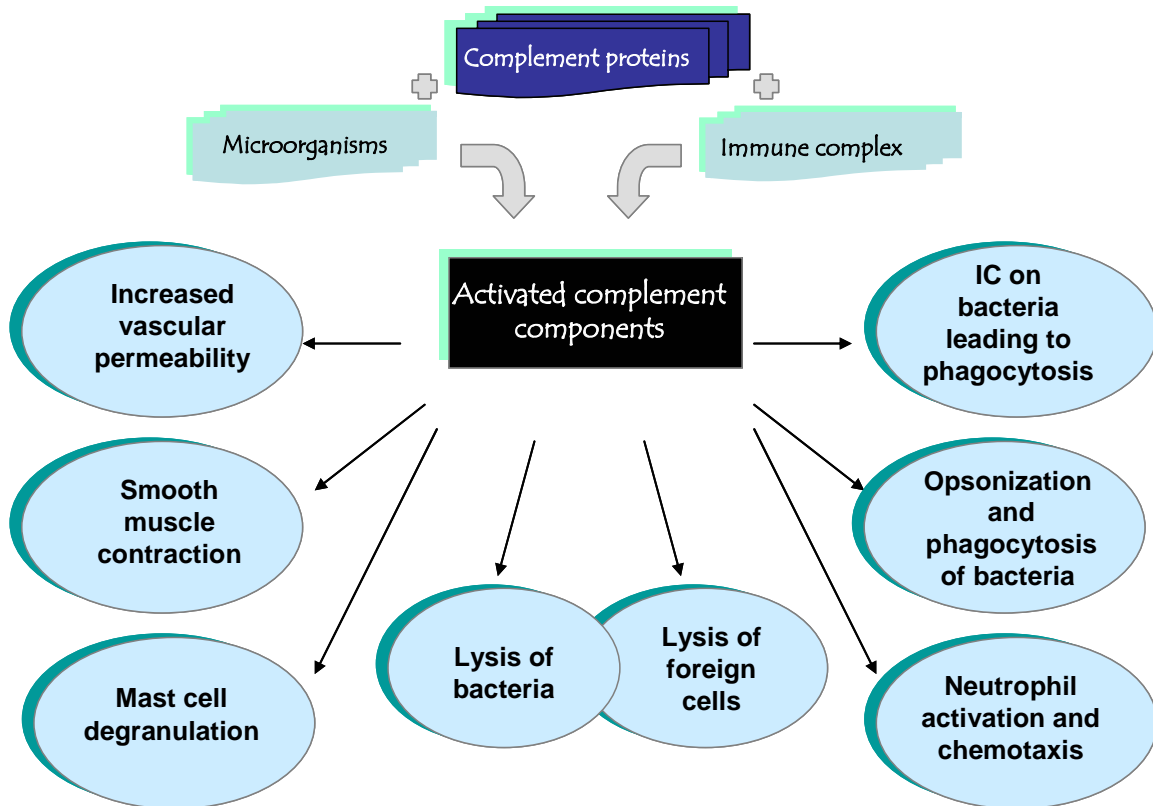 Complement proteins
Microorganisms
Immune complex
Activated complement
components
Increased
vascular
permeability
IC on
bacteria
leading to
phagocytosis
Smooth
muscle
contraction
Opsonization
and
phagocytosis
of bacteria
Mast cell
degranulation
Lysis of
bacteria
Lysis of
foreign
cells
Neutrophil
activation and
chemotaxis